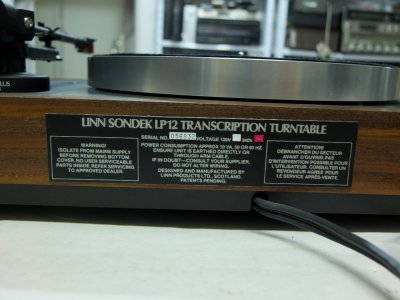 LINN SONDEK LP12 TRANSCRIPTION TURNTABLE
SERIAL NO. 056032 VOLTAGE 120V 240V
WARNING!
ISOLATE FROM MAINS SUPPLY
BEFORE REMOVING BOTTOM
COVER. NO USER SERVICEABLE
PARTS INSIDE. REFER SERVICING
TO APPROVED DEALER.
POWER CONSUMPTION APPROX 10 VA, 50 OR 60 HZ
ENSURE UNIT IS EARTHED DIRECTLY OR
THROUGH ARM CABLE.
IF IN DOUBT - CONSULT YOUR SUPPLIER.
DO NOT ALTER WIRING.
DESIGNED AND MANUFACTURED BY
LINN PRODUCTS LTD., SCOTLAND.
PATENTS PENDING.
ATTENTION!
DÉBRANCHER DU SECTEUR
AVANT D'OUVRIR. PAS
D'INTERVENTION POSSIBLE POUR
L'UTILISATEUR. CONSULTER UN
REVENDEUR AGRÉÉ POUR
LE SERVICE APRÈS-VENTE.